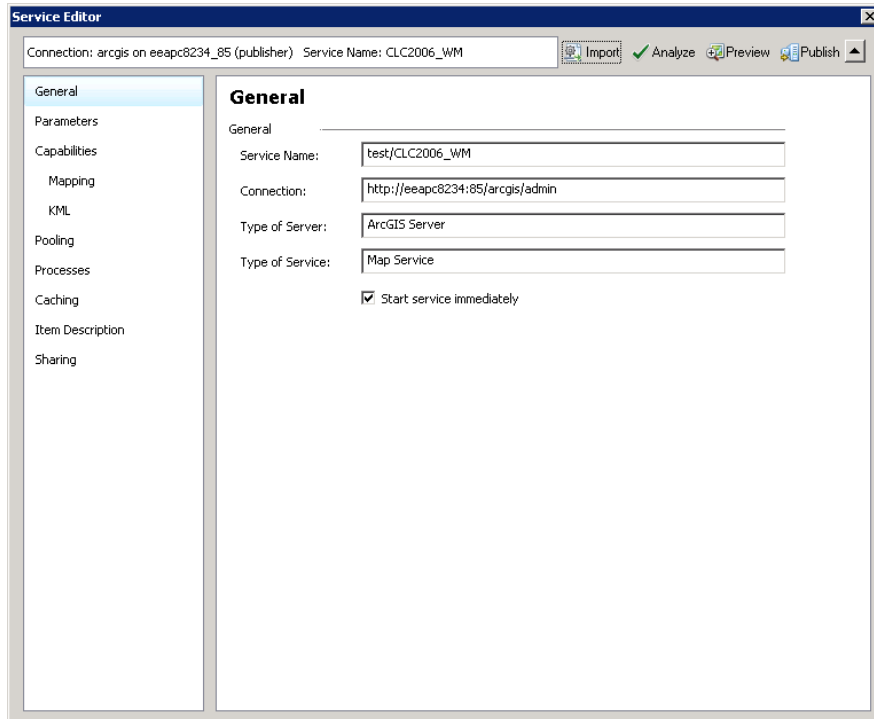 Service Editor
Connection: arcgis on eeapc8234_85 (publisher) Service Name: CLC2006_WM
Import Analyze Preview Publish
General
Parameters
Capabilities
Mapping
KML
Pooling
Processes
Caching
Item Description
Sharing
General
General
Service Name: test/CLC2006_WM
Connection: http://eeapc8234:85/arcgis/admin
Type of Server: ArcGIS Server
Type of Service: Map Service
Start service immediately